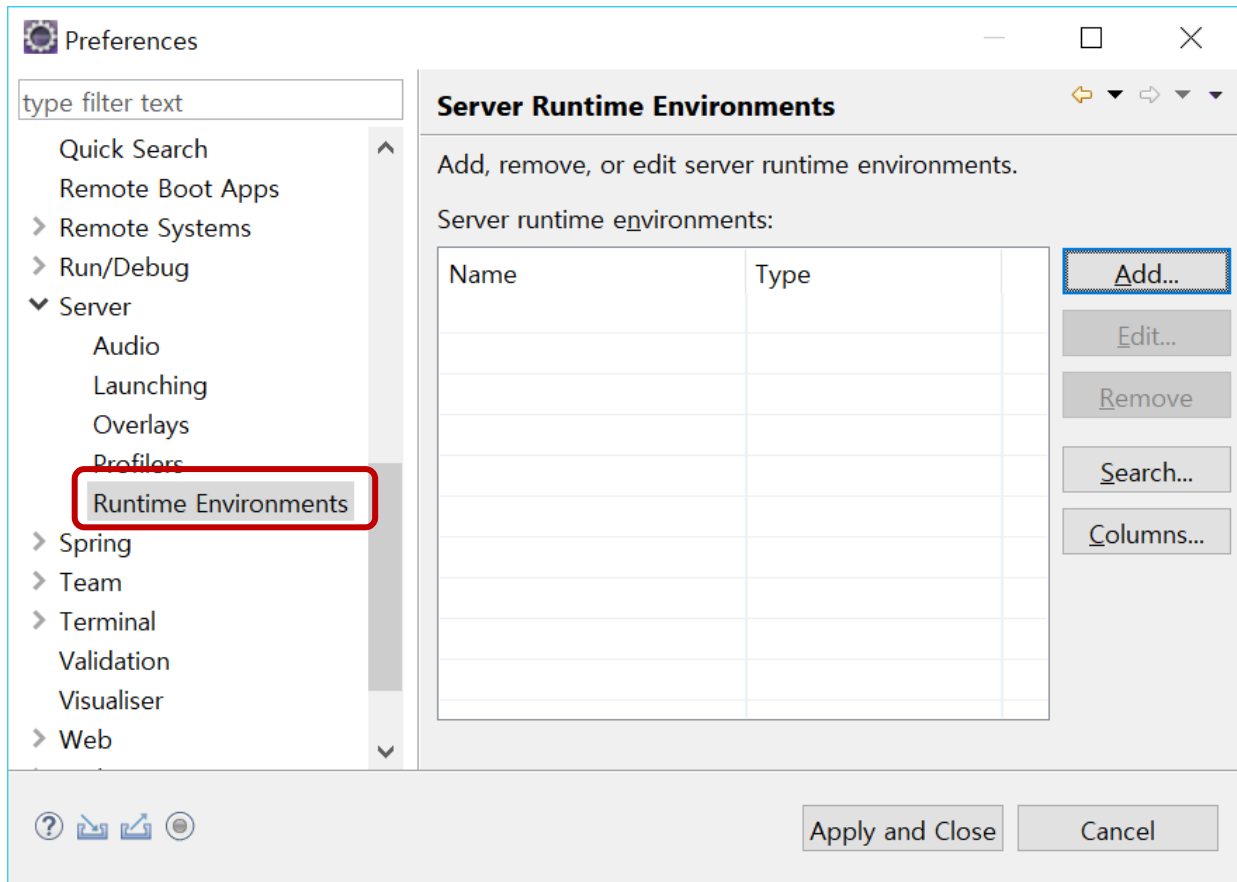 Preferences
type filter text
Quick Search
Remote Boot Apps
Remote Systems
Run/Debug
Server
Audio
Launching
Overlays
Profilers
Runtime Environments
Spring
Team
Terminal
Validation
Visualiser
Web
Server Runtime Environments
Add, remove, or edit server runtime environments.
Server runtime environments:
Name Type
Add...
Edit...
Remove
Search...
Columns...
Apply and Close Cancel